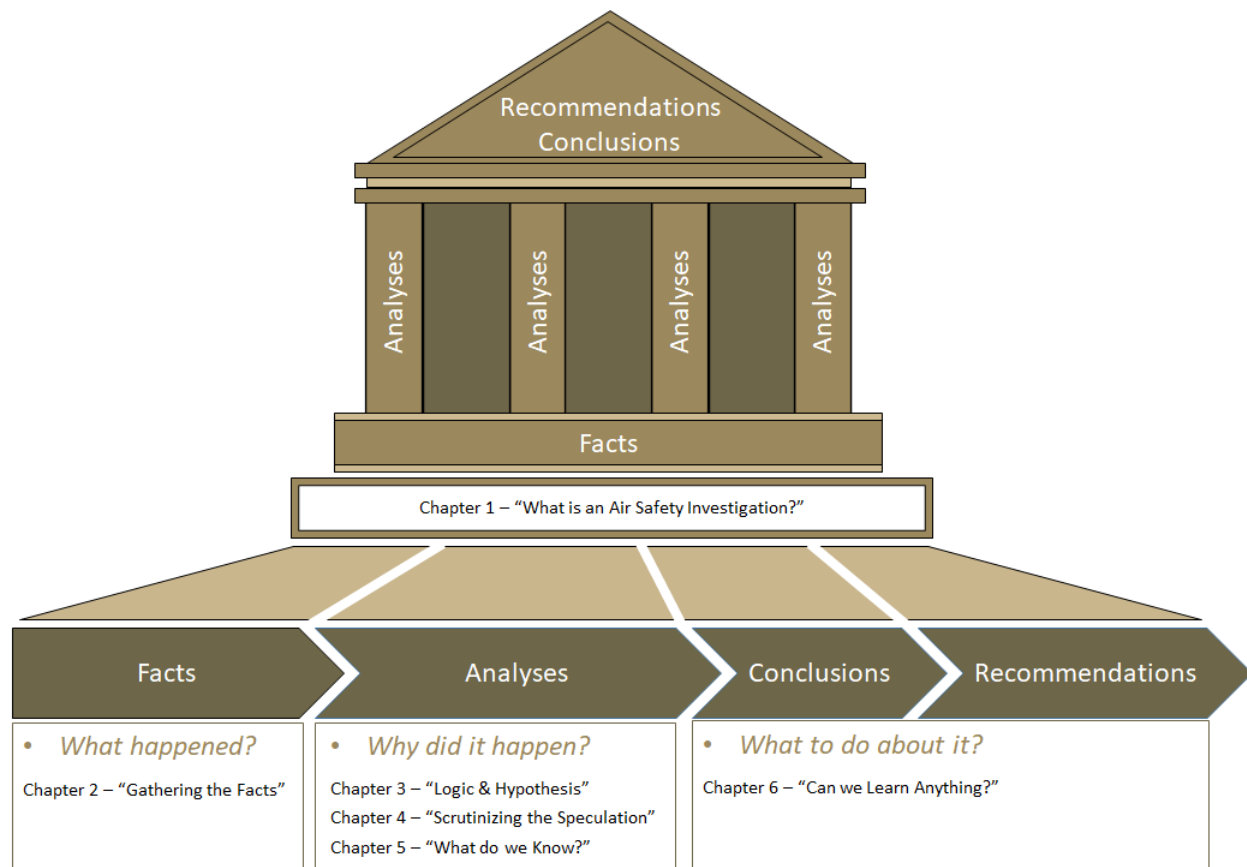 Recommendations
Conclusions
Analyses
Analyses
Analyses
Analyses
Facts
Chapter 1 – “What is an Air Safety Investigation?”
Facts
Analyses
Conclusions
Recommendations
• What happened?
Chapter 2 – “Gathering the Facts”
• Why did it happen?
Chapter 3 – “Logic & Hypothesis”
Chapter 4 – “Scrutinizing the Speculation”
Chapter 5 – “What do we Know?”
• What to do about it?
Chapter 6 – “Can we Learn Anything?”